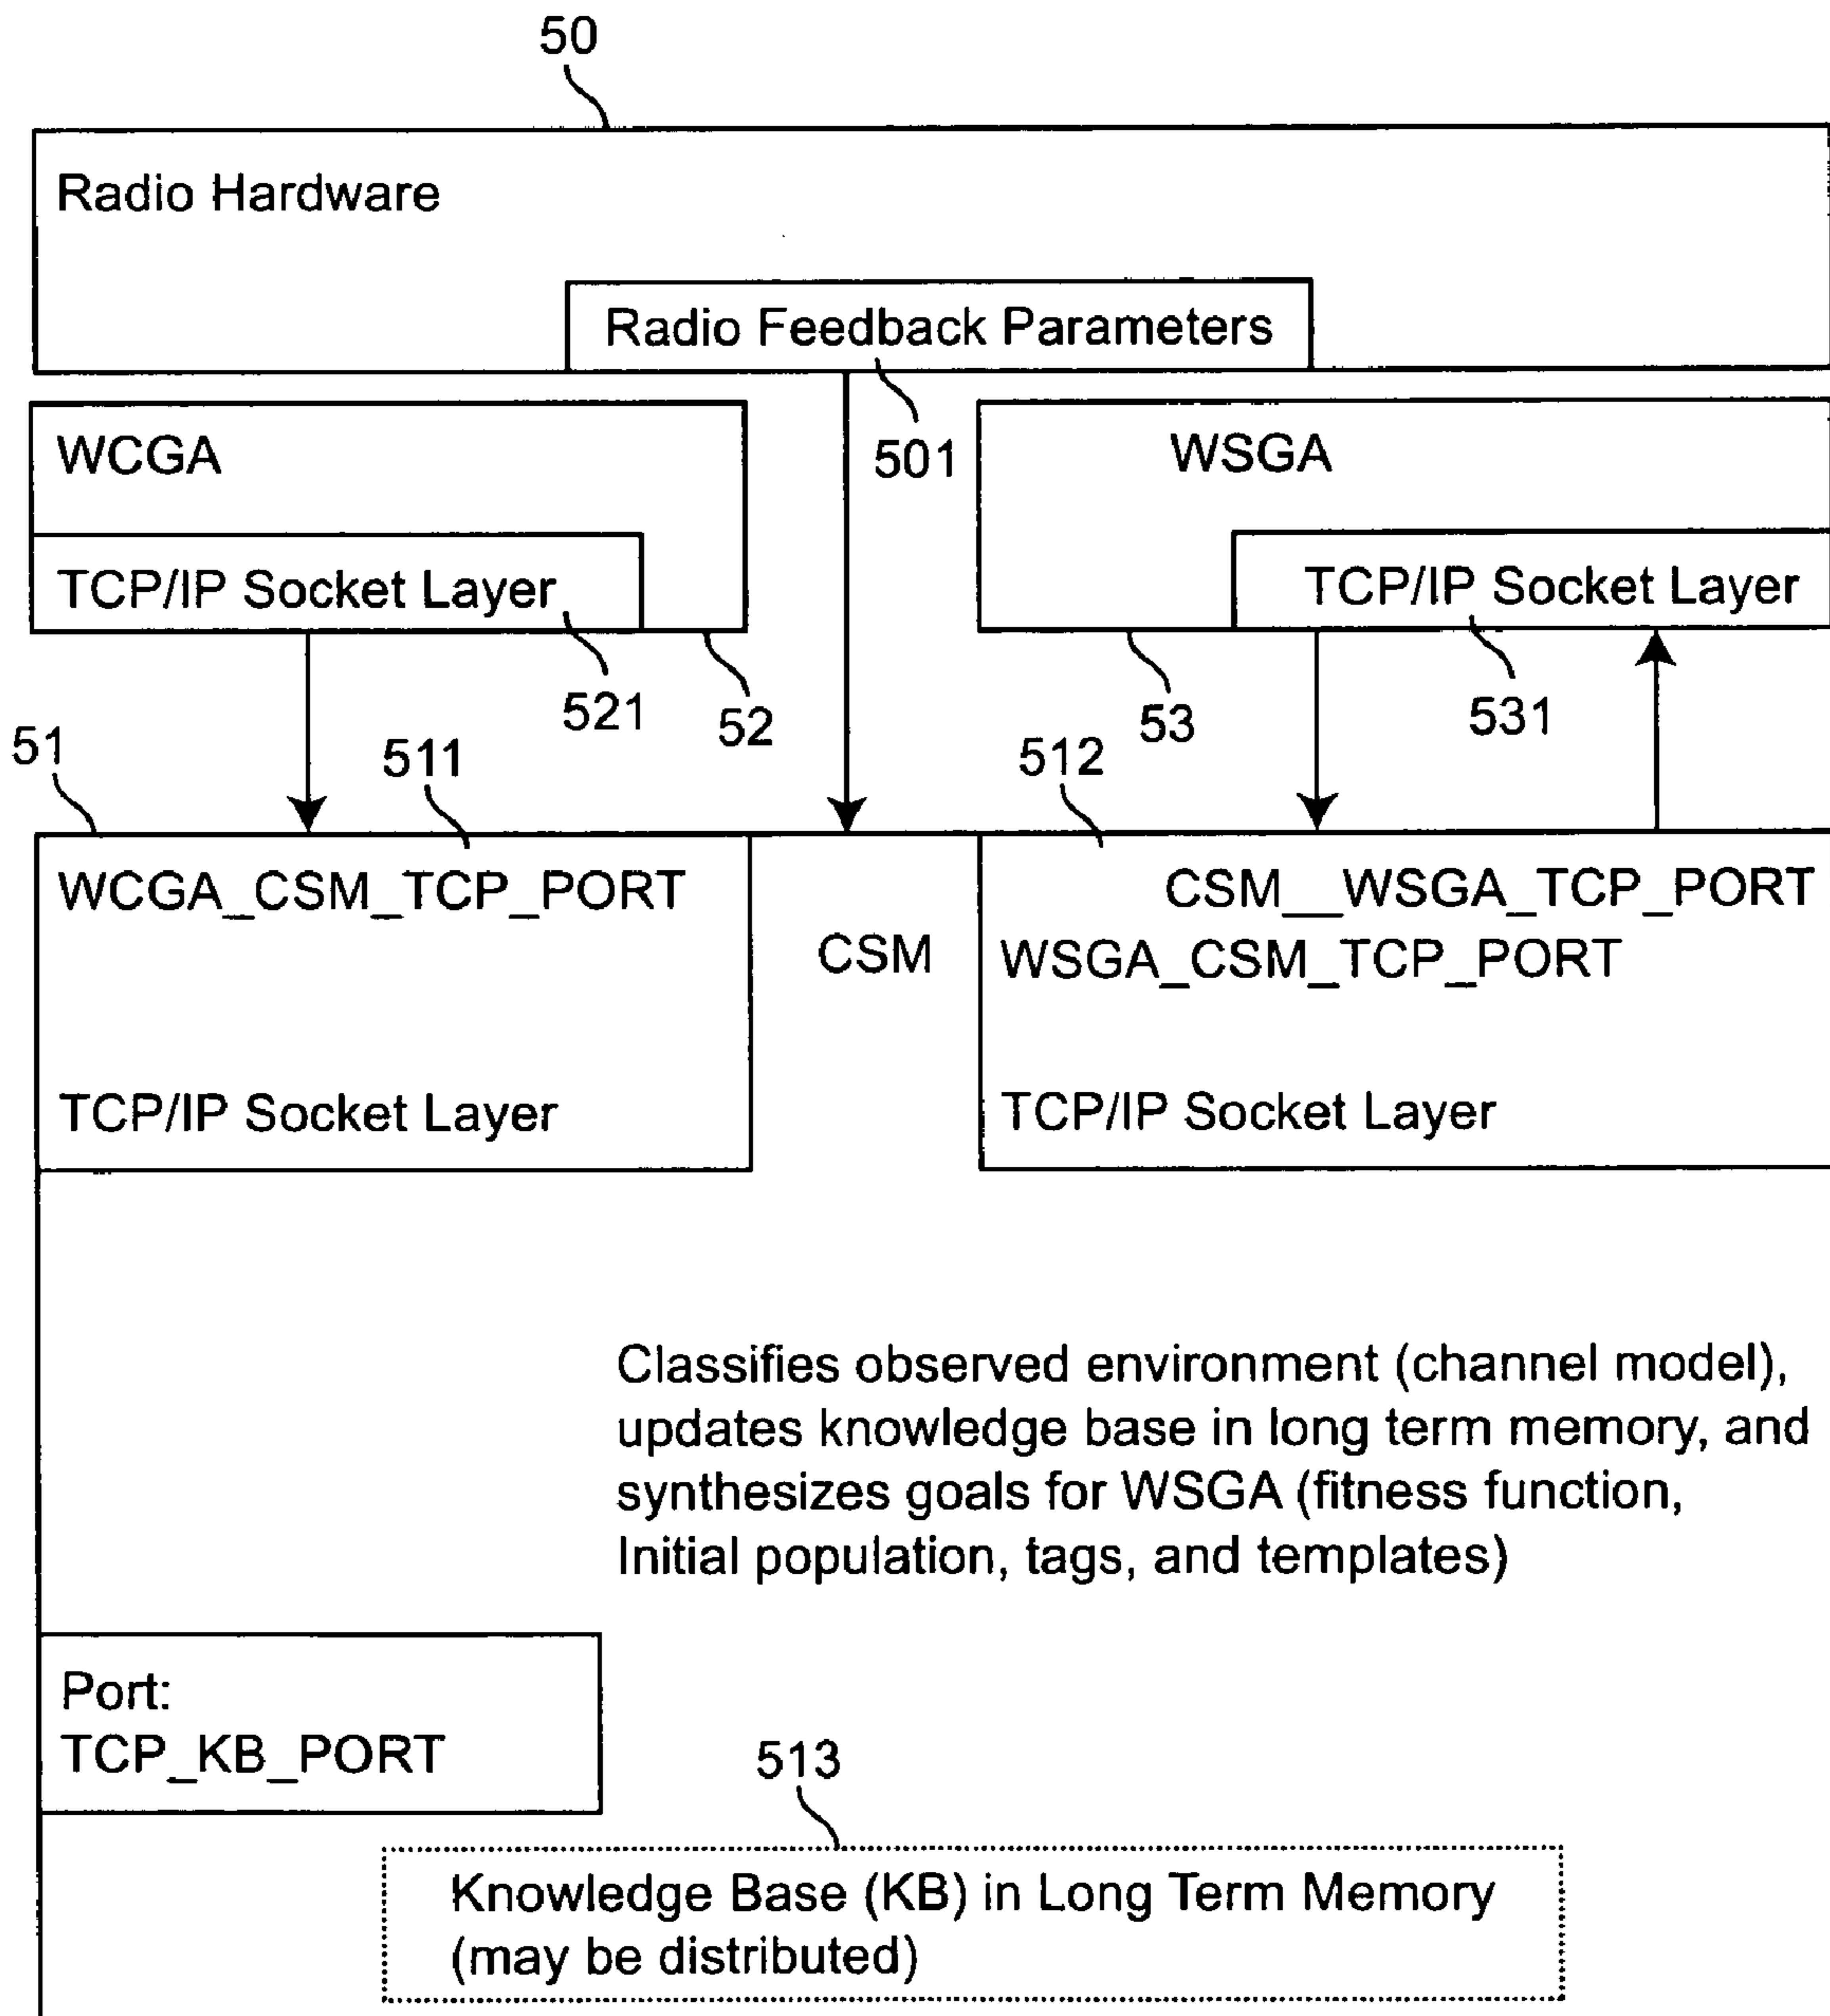 50
Radio Hardware
Radio Feedback Parameters
501
WCGA
WSGA
TCP/IP Socket Layer
TCP/IP Socket Layer
521
52
53
531
51
511
512
WCGA_CSM_TCP_PORT
CSM__WSGA_TCP_PORT
CSM
WSGA_CSM_TCP_PORT
TCP/IP Socket Layer
TCP/IP Socket Layer
Classifies observed environment (channel model),
updates knowledge base in long term memory, and
synthesizes goals for WSGA (fitness function,
Initial population, tags, and templates)
Port:
TCP_KB_PORT
513
Knowledge Base (KB) in Long Term Memory
(may be distributed)